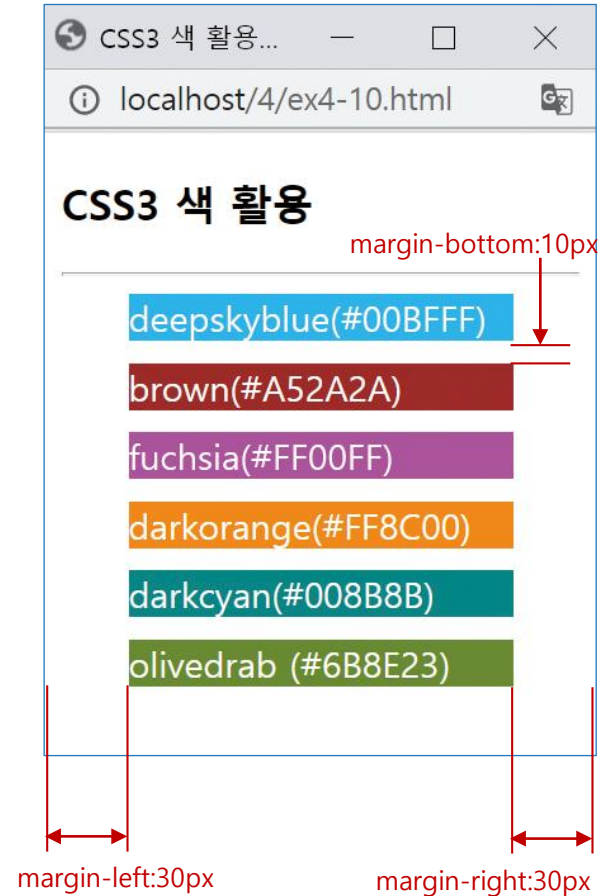 CSS3 색 활용...
localhost/4/ex4-10.html
CSS3 색 활용
margin-bottom:10px
deepskyblue(#00BFFF)
brown(#A52A2A)
fuchsia(#FF00FF)
darkorange(#FF8C00)
darkcyan(#008B8B)
olivedrab (#6B8E23)
margin-left:30px
margin-right:30px